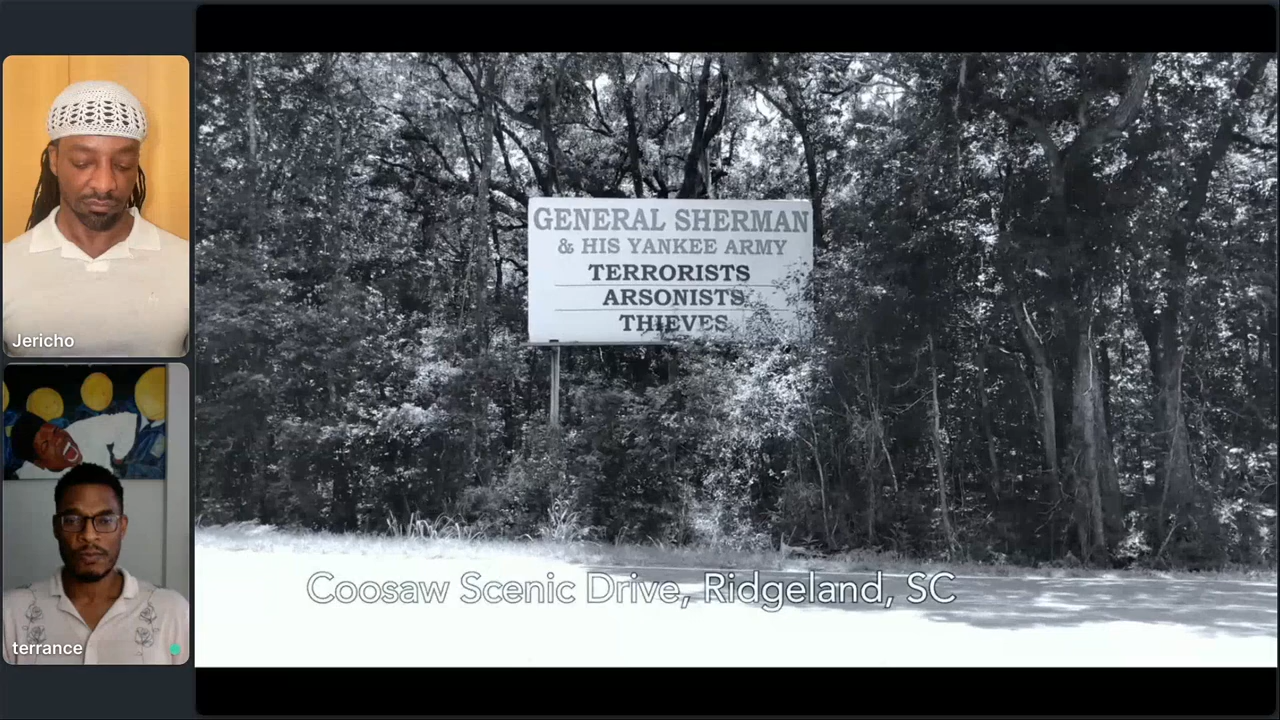 GENERAL SHERMAN
& HIS YANKEE ARMY
TERRORISTS
ARSONISTS
THIEVES
Coosaw Scenic Drive, Ridgeland, SC
Jericho
terrance